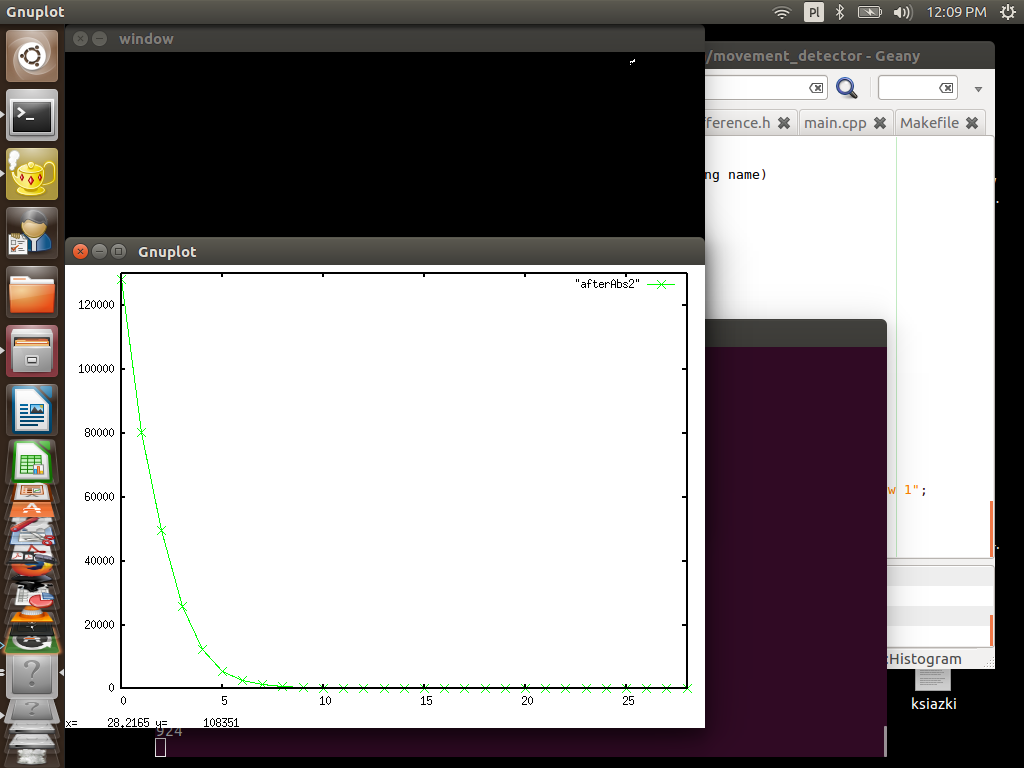 Gnuplot
Pl
12:09 PM
window
/movement_detector - Geany
ference.h
main.cpp
Makefile
ng name)
Gnuplot
"afterAbs2"
120000
100000
80000
60000
40000
20000
0
0 5 10 15 20 25
x= 28,2165 y= 108351
924
w 1";
:Histogram
ksiazki